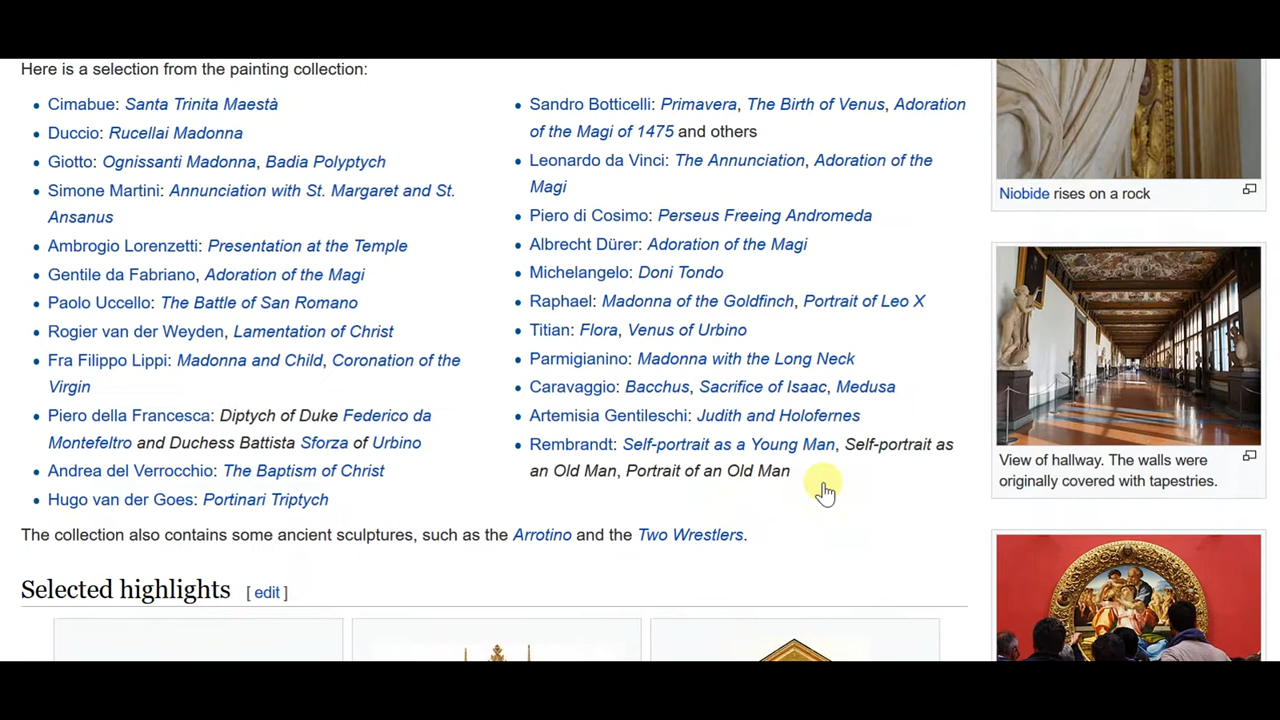 Here is a selection from the painting collection:
Cimabue: Santa Trinita Maestà
Duccio: Rucellai Madonna
Giotto: Ognissanti Madonna, Badia Polyptych
Simone Martini: Annunciation with St. Margaret and St.
Ansanus
Ambrogio Lorenzetti: Presentation at the Temple
Gentile da Fabriano, Adoration of the Magi
Paolo Uccello: The Battle of San Romano
Rogier van der Weyden, Lamentation of Christ
Fra Filippo Lippi: Madonna and Child, Coronation of the
Virgin
Piero della Francesca: Diptych of Duke Federico da
Montefeltro and Duchess Battista Sforza of Urbino
Andrea del Verrocchio: The Baptism of Christ
Hugo van der Goes: Portinari Triptych
Sandro Botticelli: Primavera, The Birth of Venus, Adoration
of the Magi of 1475 and others
Leonardo da Vinci: The Annunciation, Adoration of the
Magi
Piero di Cosimo: Perseus Freeing Andromeda
Albrecht Dürer: Adoration of the Magi
Michelangelo: Doni Tondo
Raphael: Madonna of the Goldfinch, Portrait of Leo X
Titian: Flora, Venus of Urbino
Parmigianino: Madonna with the Long Neck
Caravaggio: Bacchus, Sacrifice of Isaac, Medusa
Artemisia Gentileschi: Judith and Holofernes
Rembrandt: Self-portrait as a Young Man, Self-portrait as
an Old Man, Portrait of an Old Man
The collection also contains some ancient sculptures, such as the Arrotino and the Two Wrestlers.
Selected highlights [ edit ]
Niobide rises on a rock
View of hallway. The walls were
originally covered with tapestries.